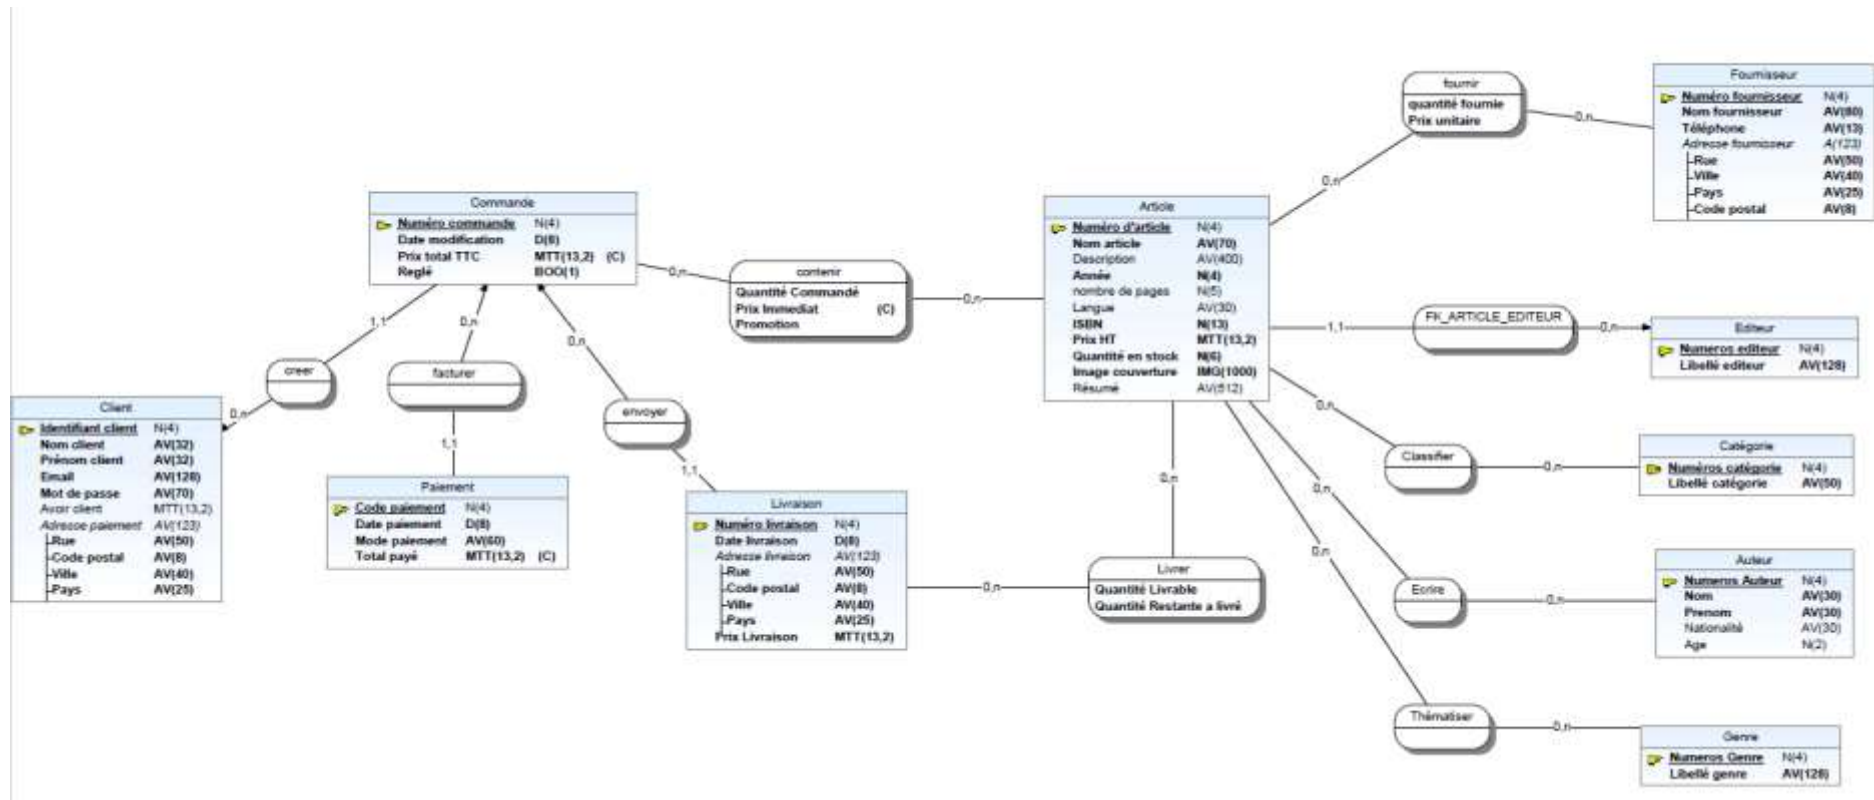 fournir
quantité fournie
Prix unitaire
0,n
0,n
Fournisseur
Numéro fournisseur N(4)
Nom fournisseur AV(80)
Téléphone AV(13)
Adresse fournisseur A(123)
Rue AV(50)
Ville AV(40)
Pays AV(25)
Code postal AV(8)
Commande
Numéro commande N(4)
Date modification D(8)
Prix total TTC MTT(13,2) (C)
Reglé BOO(1)
0,n
contenir
Quantité Commandé
Prix Immediat (C)
Promotion
0,n
Article
Numéro d'article N(4)
Nom article AV(70)
Description AV(400)
Année N(4)
nombre de pages N(5)
Langue AV(30)
ISBN N(13)
Prix HT MTT(13,2)
Quantité en stock N(6)
Image couverture IMG(1000)
Résumé AV(512)
1,1
FK_ARTICLE_EDITEUR
0,n
Editeur
Numeros editeur N(4)
Libellé editeur AV(128)
1,1
creer
0,n
0,n
facturer
1,1
0,n
envoyer
1,1
Client
Identifiant client N(4)
Nom client AV(32)
Prénom client AV(32)
Email AV(128)
Mot de passe AV(70)
Avoir client MTT(13,2)
Adresse paiement AV(123)
Rue AV(50)
Code postal AV(8)
Ville AV(40)
Pays AV(25)
Paiement
Code paiement N(4)
Date paiement D(8)
Mode paiement AV(60)
Total payé MTT(13,2) (C)
Livraison
Numéro livraison N(4)
Date livraison D(8)
Adresse livraison AV(123)
Rue AV(50)
Code postal AV(8)
Ville AV(40)
Pays AV(25)
Prix Livraison MTT(13,2)
0,n
0,n
Livrer
Quantité Livrable
Quantité Restante a livré
0,n
Classifier
0,n
Catégorie
Numéros catégorie N(4)
Libellé catégorie AV(50)
0,n
Ecrire
0,n
Auteur
Numeros Auteur N(4)
Nom AV(30)
Prenom AV(30)
Nationalité AV(30)
Age N(2)
0,n
Thématiser
0,n
Genre
Numeros Genre N(4)
Libellé genre AV(128)